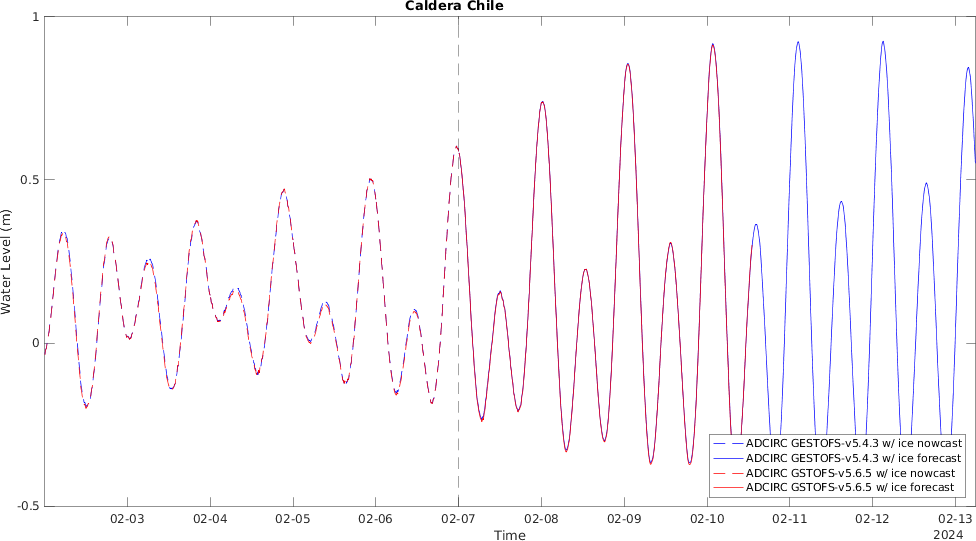 Caldera Chile
1
0.5
0
-0.5
Water Level (m)
ADCIRC GESTOFS-v5.4.3 w/ ice nowcast
ADCIRC GESTOFS-v5.4.3 w/ ice forecast
ADCIRC GSTOFS-v5.6.5 w/ ice nowcast
ADCIRC GSTOFS-v5.6.5 w/ ice forecast
02-03 02-04 02-05 02-06 02-07 02-08 02-09 02-10 02-11 02-12 02-13
Time
2024